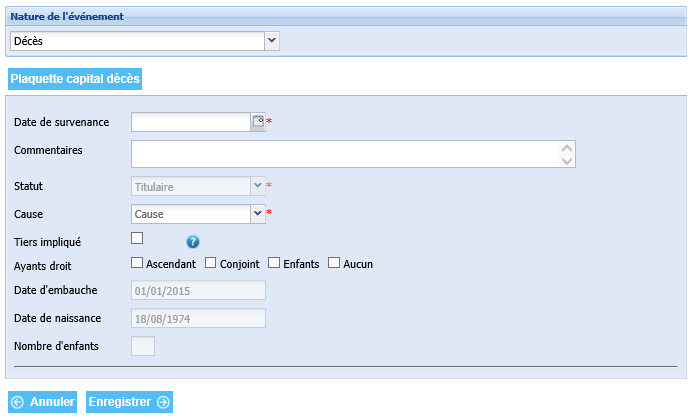 Nature de l'événement
Décès
Plaquette capital décès
Date de survenance *
Commentaires
Statut Titulaire *
Cause Cause *
Tiers impliqué ?
Ayants droit Ascendant Conjoint Enfants Aucun
Date d'embauche 01/01/2015
Date de naissance 18/08/1974
Nombre d'enfants
Annuler Enregistrer